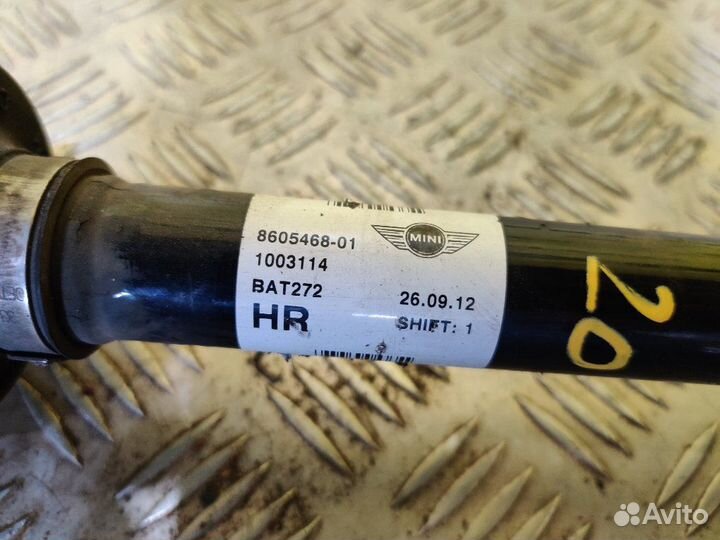 8605468-01
MINI
1003114
BAT272
26.09.12
HR
SHIFT: 1
20
Avito